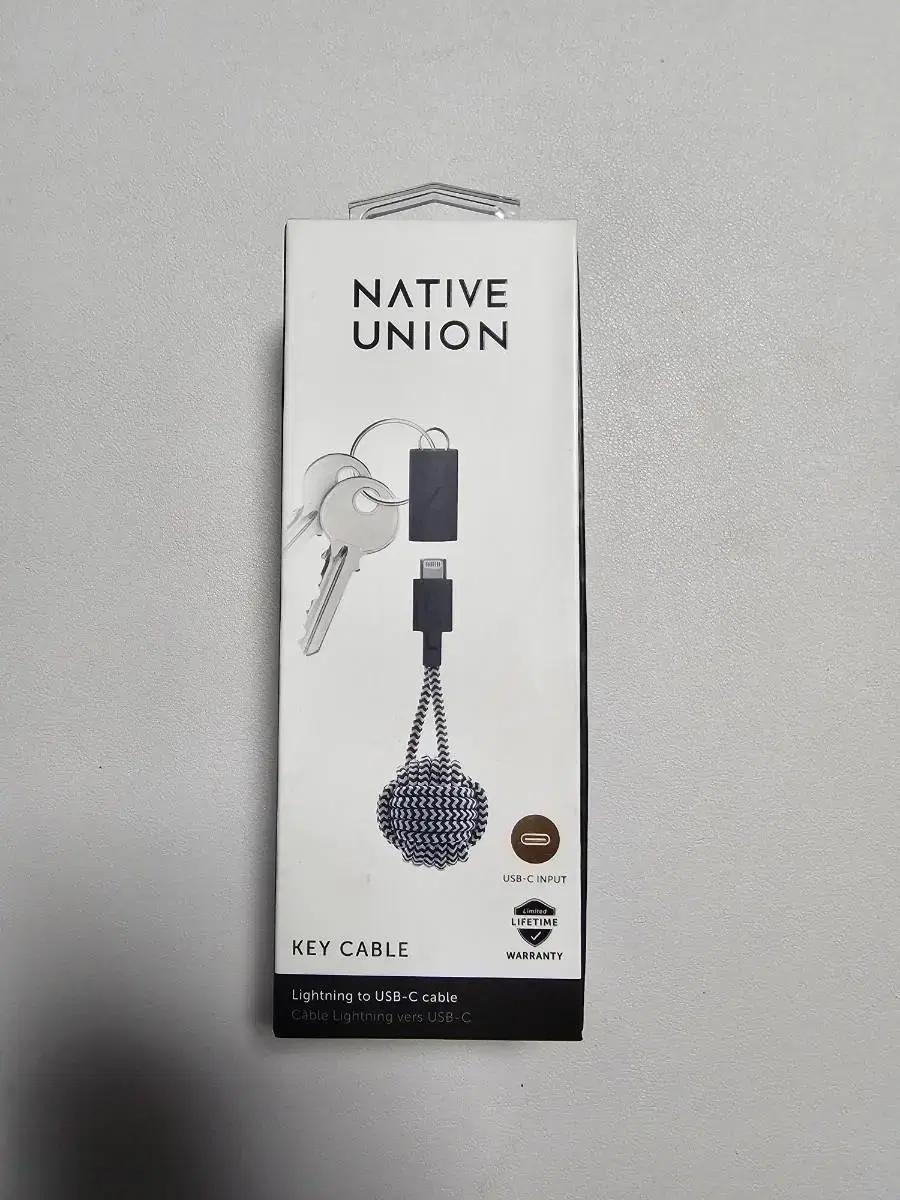 NATIVE
UNION
USB-C INPUT
Limited
LIFETIME
WARRANTY
KEY CABLE
Lightning to USB-C cable
Câble Lightning vers USB-C